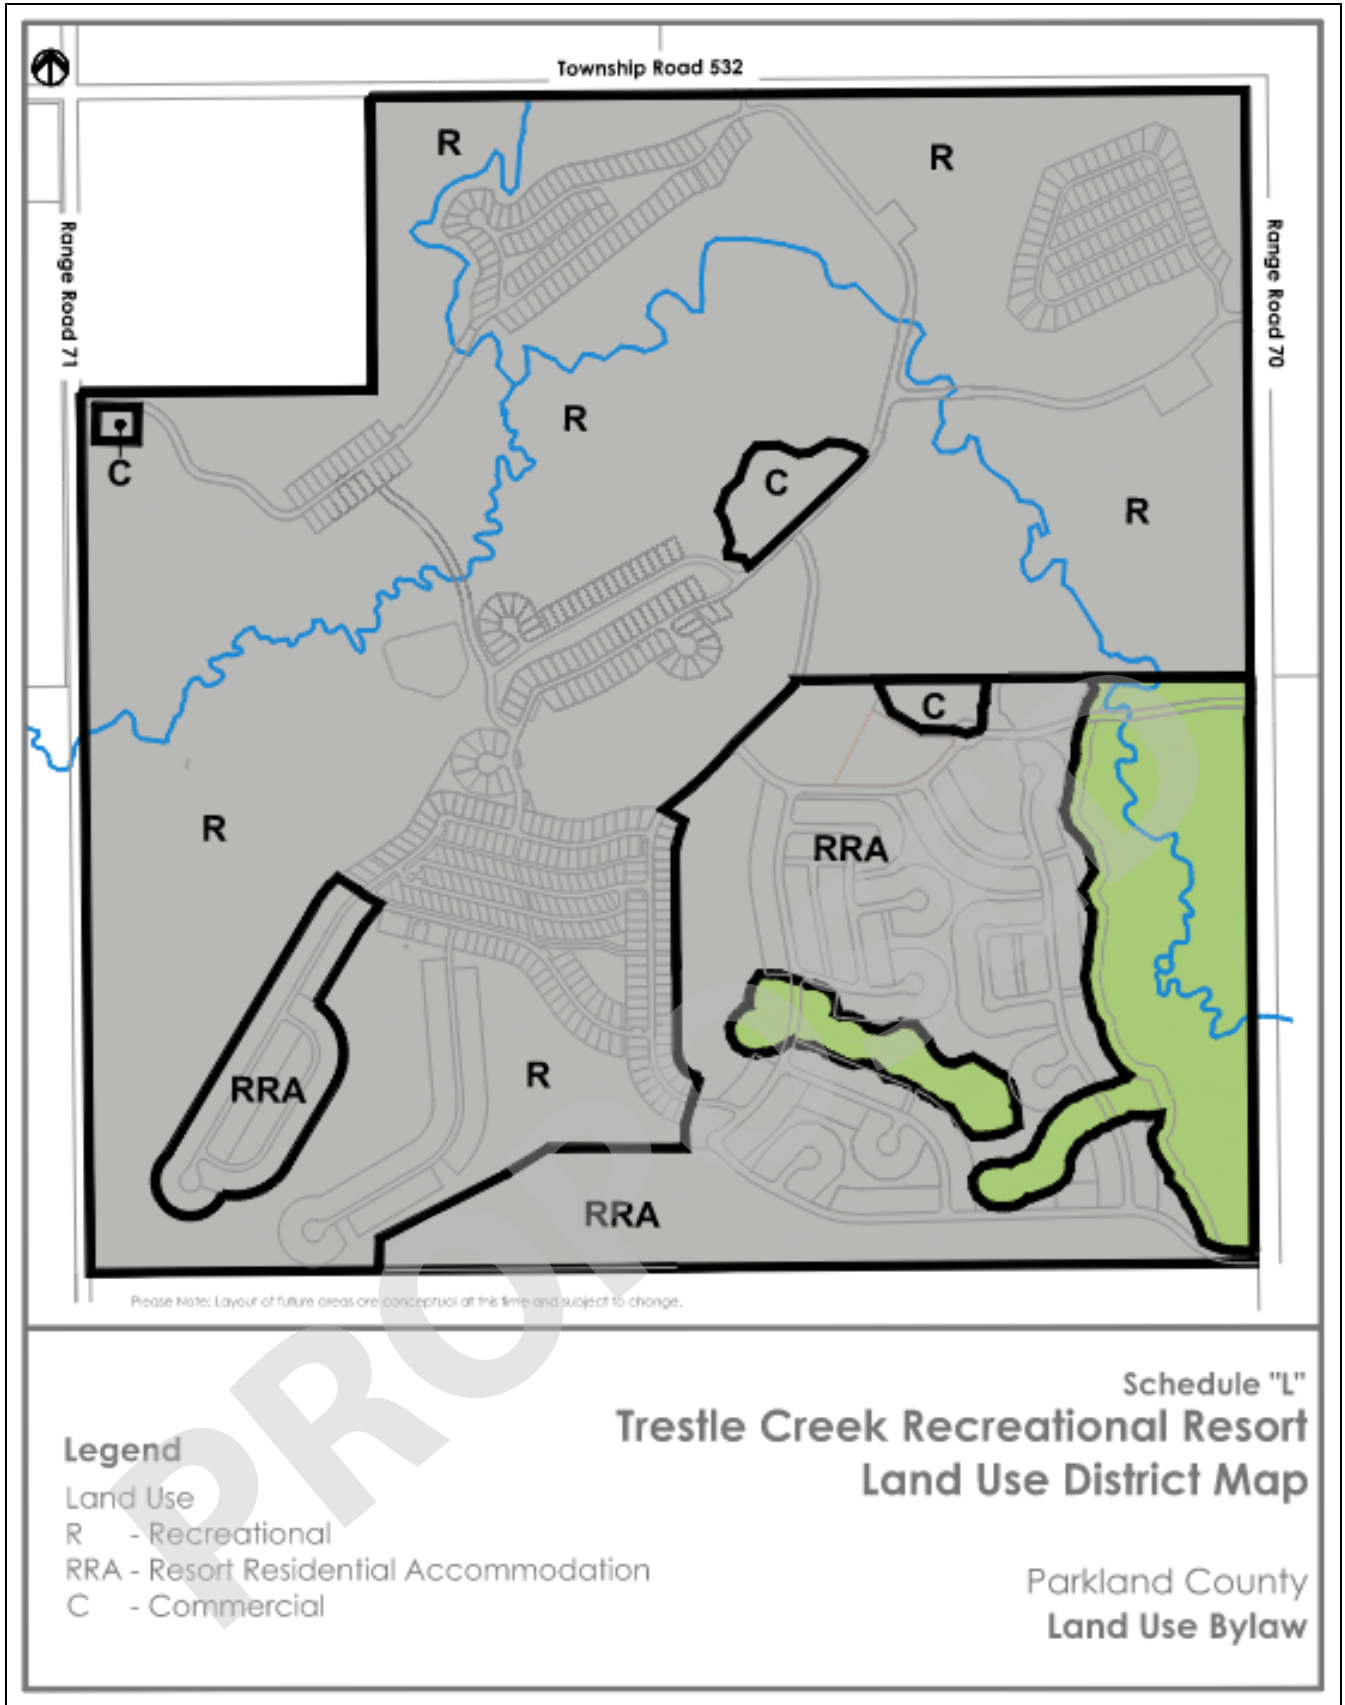 Township Road 532
R
R
Range Road 71
Range Road 70
R
C
C
R
C
R
RRA
RRA
R
RRA
Please Note: Layout of future areas are conceptual at this time and subject to change.
Schedule "L"
Trestle Creek Recreational Resort
Land Use District Map
Legend
Land Use
R - Recreational
RRA - Resort Residential Accommodation
C - Commercial
Parkland County
Land Use Bylaw